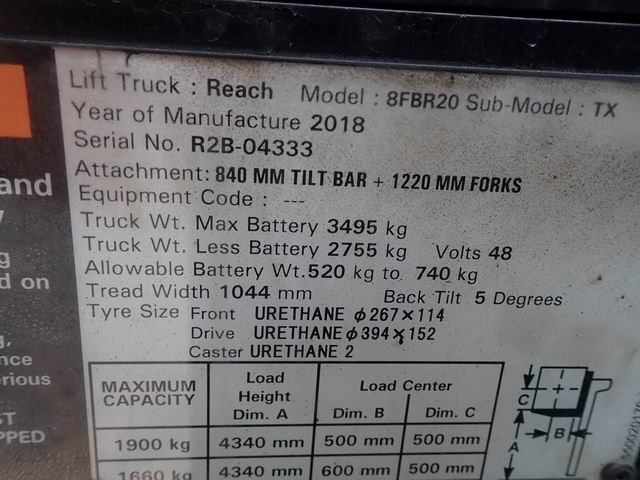 Lift Truck : Reach Model : 8FBR20 Sub-Model : TX
Year of Manufacture 2018
Serial No. R2B-04333
Attachment: 840 MM TILT BAR + 1220 MM FORKS
Equipment Code : ---
Truck Wt. Max Battery 3495 kg
Truck Wt. Less Battery 2755 kg Volts 48
Allowable Battery Wt. 520 kg to 740 kg
Tread Width 1044 mm Back Tilt 5 Degrees
Tyre Size Front URETHANE φ267×114
Drive URETHANE φ394×152
Caster URETHANE 2
MAXIMUM CAPACITY Load Height Dim. A Load Center Dim. B Dim. C
1900 kg 4340 mm 500 mm 500 mm
1660 kg 4340 mm 600 mm 500 mm
C
B
A
and
d on
nce
erious
ST
PPED